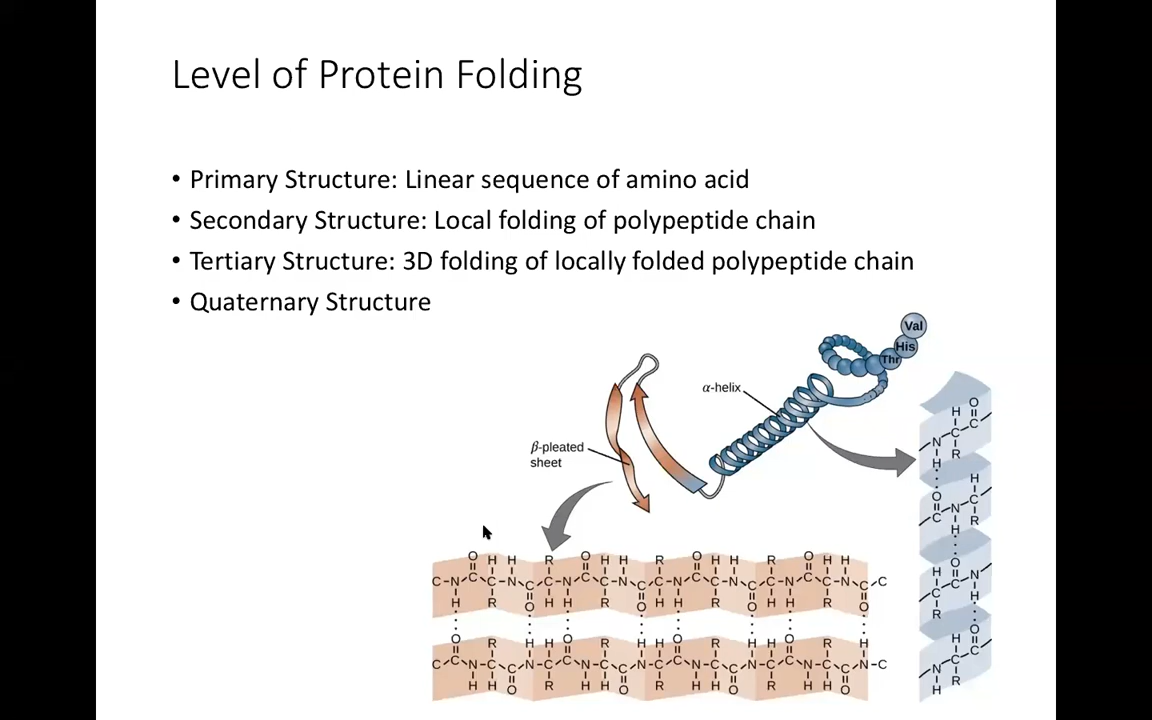 Level of Protein Folding
• Primary Structure: Linear sequence of amino acid
• Secondary Structure: Local folding of polypeptide chain
• Tertiary Structure: 3D folding of locally folded polypeptide chain
• Quaternary Structure
Val
His
Thr
α-helix
β-pleated
sheet